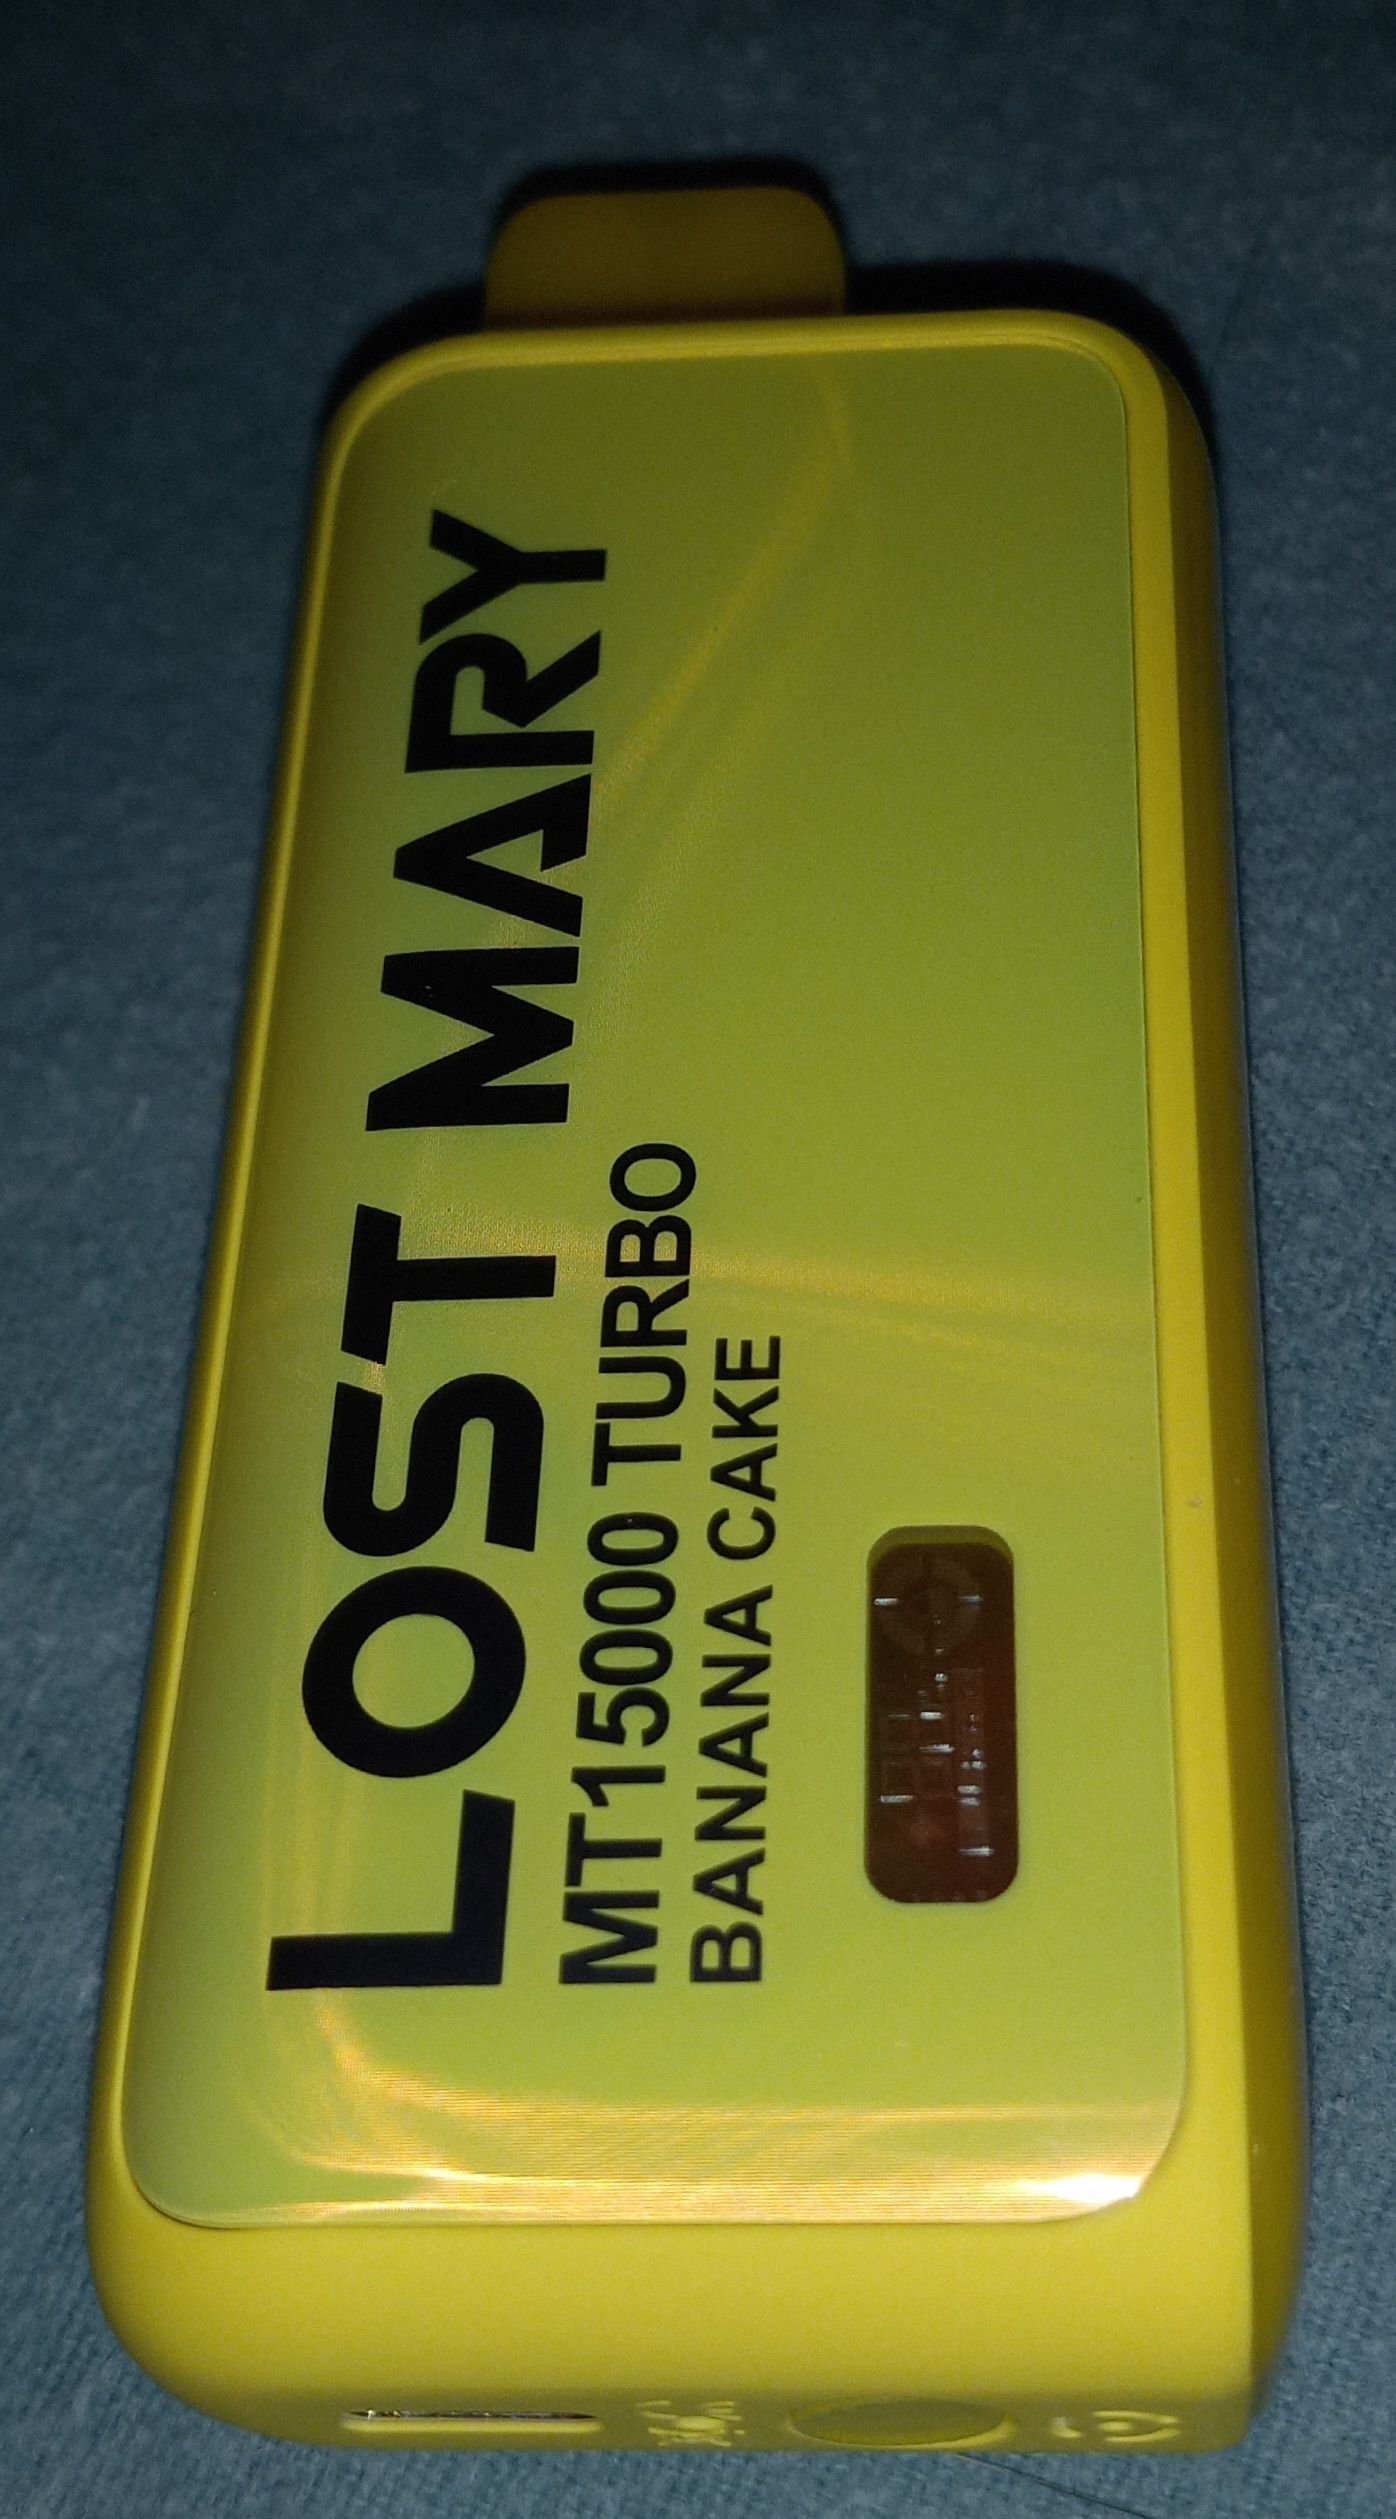 LOST MARY
MT15000 TURBO
BANANA CAKE